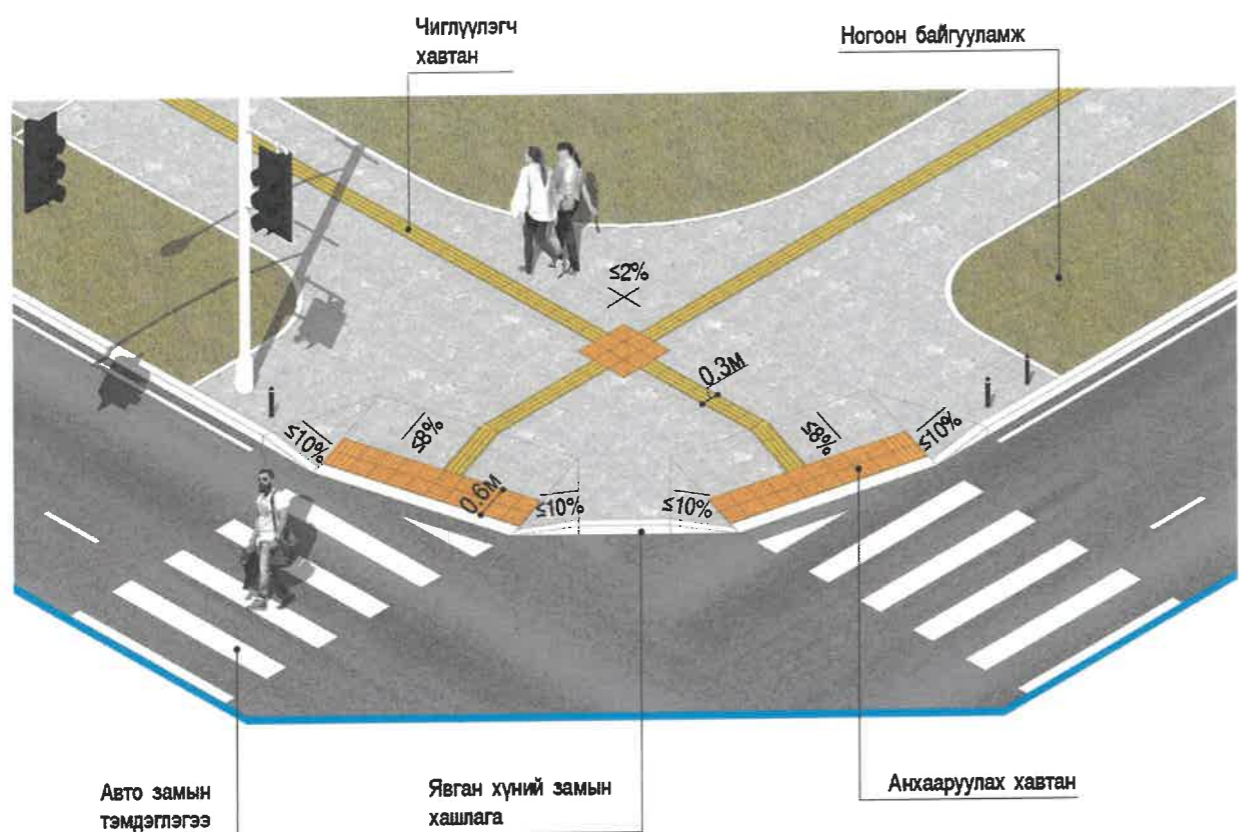 Чиглүүлэгч
хавтан
Ногоон байгууламж
≤2%
0.3м
≤10%
≤8%
≤8%
≤10%
0.6м
≤10%
≤10%
Авто замын
тэмдэглэгээ
Явган хүний замын
хашлага
Анхааруулах хавтан